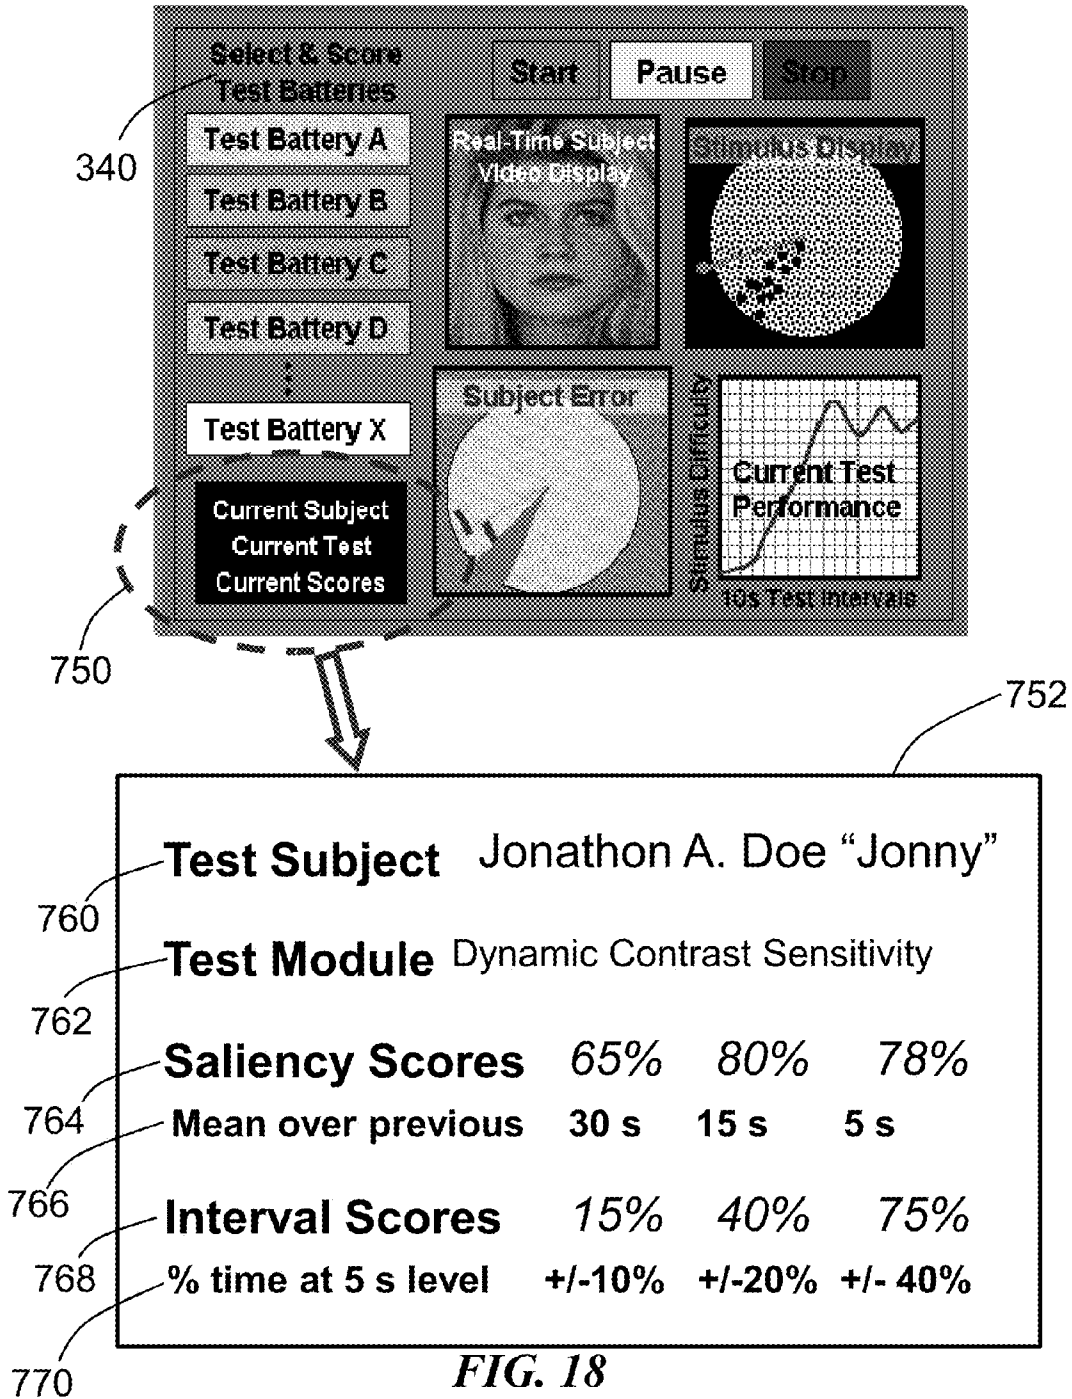 Select & Score
Test Batteries
Start
Pause
Stop
340
Test Battery A
Test Battery B
Test Battery C
Test Battery D
Test Battery X
Real-Time Subject
Video Display
Stimulus Display
Subject Error
Stimulus Difficulty
Current Test
Performance
10s Test Intervals
Current Subject
Current Test
Current Scores
750
752
Test Subject Jonathon A. Doe “Jonny”
760
Test Module Dynamic Contrast Sensitivity
762
Saliency Scores 65% 80% 78%
764
Mean over previous 30 s 15 s 5 s
766
Interval Scores 15% 40% 75%
768
% time at 5 s level +/-10% +/-20% +/- 40%
770
FIG. 18